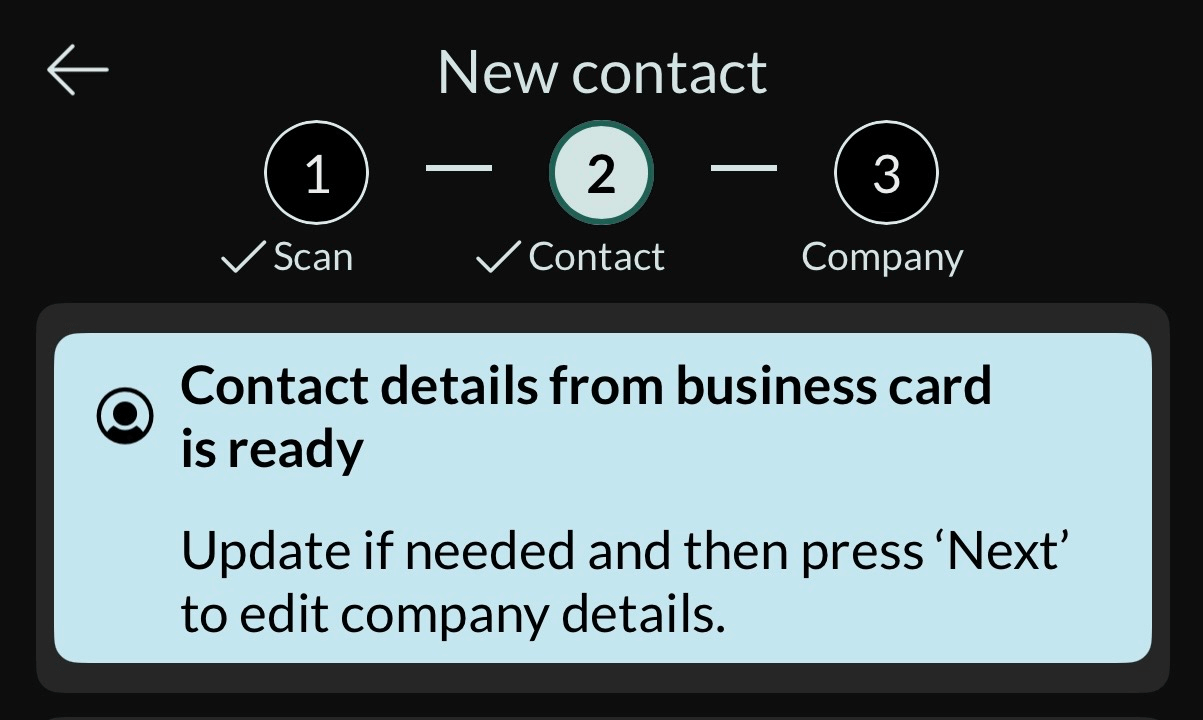 New contact
1 2 3
Scan Contact Company
Contact details from business card
is ready
Update if needed and then press ‘Next’
to edit company details.